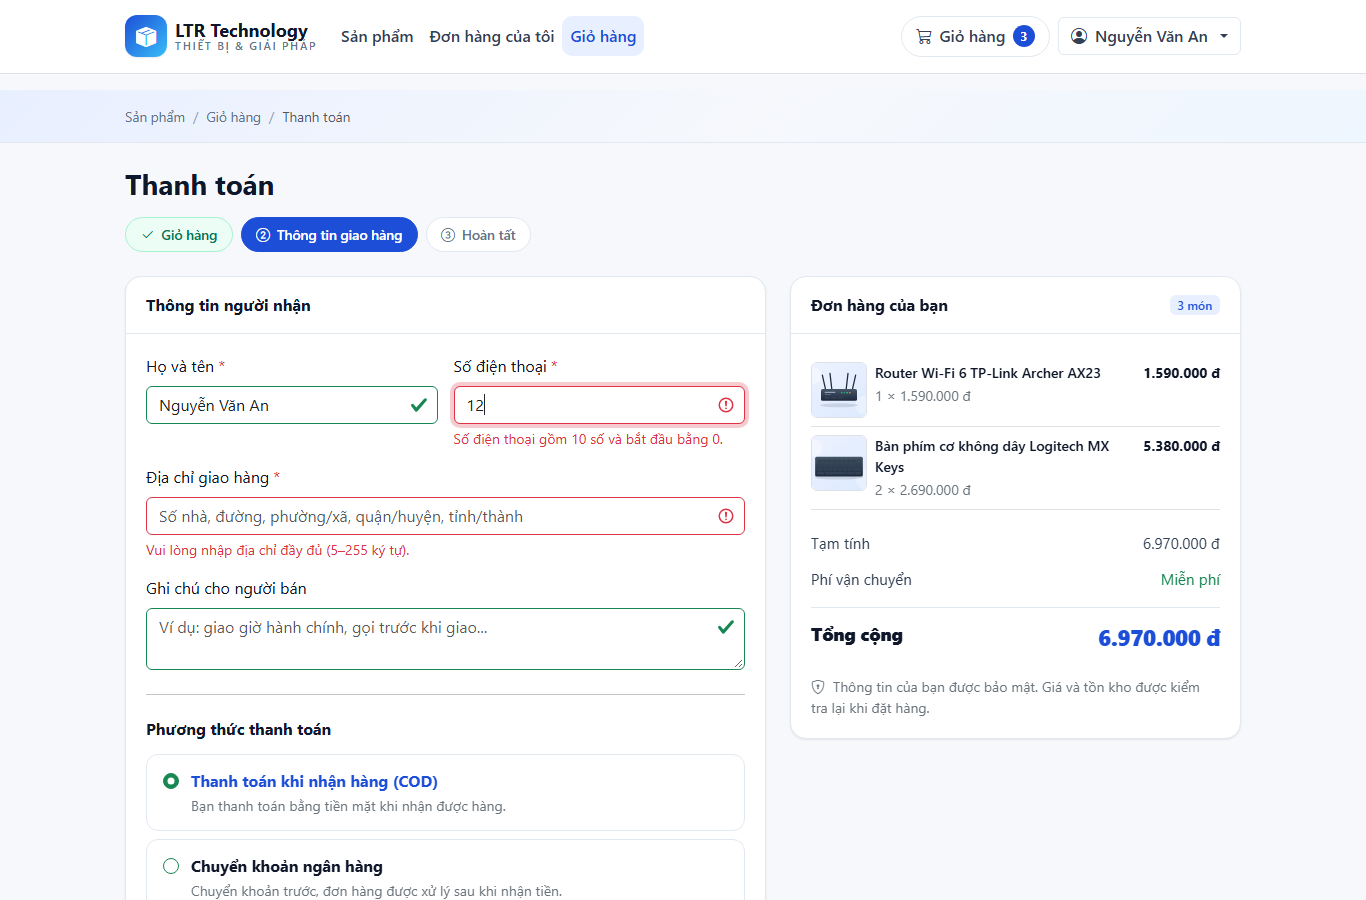 LTR Technology
THIẾT BỊ & GIẢI PHÁP
Sản phẩm
Đơn hàng của tôi
Giỏ hàng
Giỏ hàng 3
Nguyễn Văn An
Sản phẩm / Giỏ hàng / Thanh toán
Thanh toán
Giỏ hàng
2 Thông tin giao hàng
3 Hoàn tất
Thông tin người nhận
Họ và tên *
Nguyễn Văn An
Số điện thoại *
12
Số điện thoại gồm 10 số và bắt đầu bằng 0.
Địa chỉ giao hàng *
Số nhà, đường, phường/xã, quận/huyện, tỉnh/thành
Vui lòng nhập địa chỉ đầy đủ (5–255 ký tự).
Ghi chú cho người bán
Ví dụ: giao giờ hành chính, gọi trước khi giao...
Phương thức thanh toán
Thanh toán khi nhận hàng (COD)
Bạn thanh toán bằng tiền mặt khi nhận được hàng.
Chuyển khoản ngân hàng
Chuyển khoản trước, đơn hàng được xử lý sau khi nhận tiền.
Đơn hàng của bạn
3 món
Router Wi-Fi 6 TP-Link Archer AX23
1.590.000 đ
1 × 1.590.000 đ
Bàn phím cơ không dây Logitech MX
Keys
5.380.000 đ
2 × 2.690.000 đ
Tạm tính
6.970.000 đ
Phí vận chuyển
Miễn phí
Tổng cộng
6.970.000 đ
Thông tin của bạn được bảo mật. Giá và tồn kho được kiểm
tra lại khi đặt hàng.